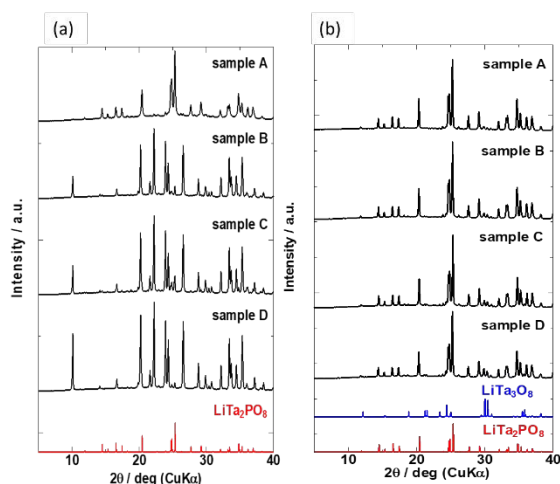 (a)
sample A
sample B
sample C
sample D
LiTa₂PO₈
Intensity / a.u.
10 20 30 40
2θ / deg (CuKα)
(b)
sample A
sample B
sample C
sample D
LiTa₃O₈
LiTa₂PO₈
Intensity / a.u.
10 20 30 40
2θ / deg (CuKα)